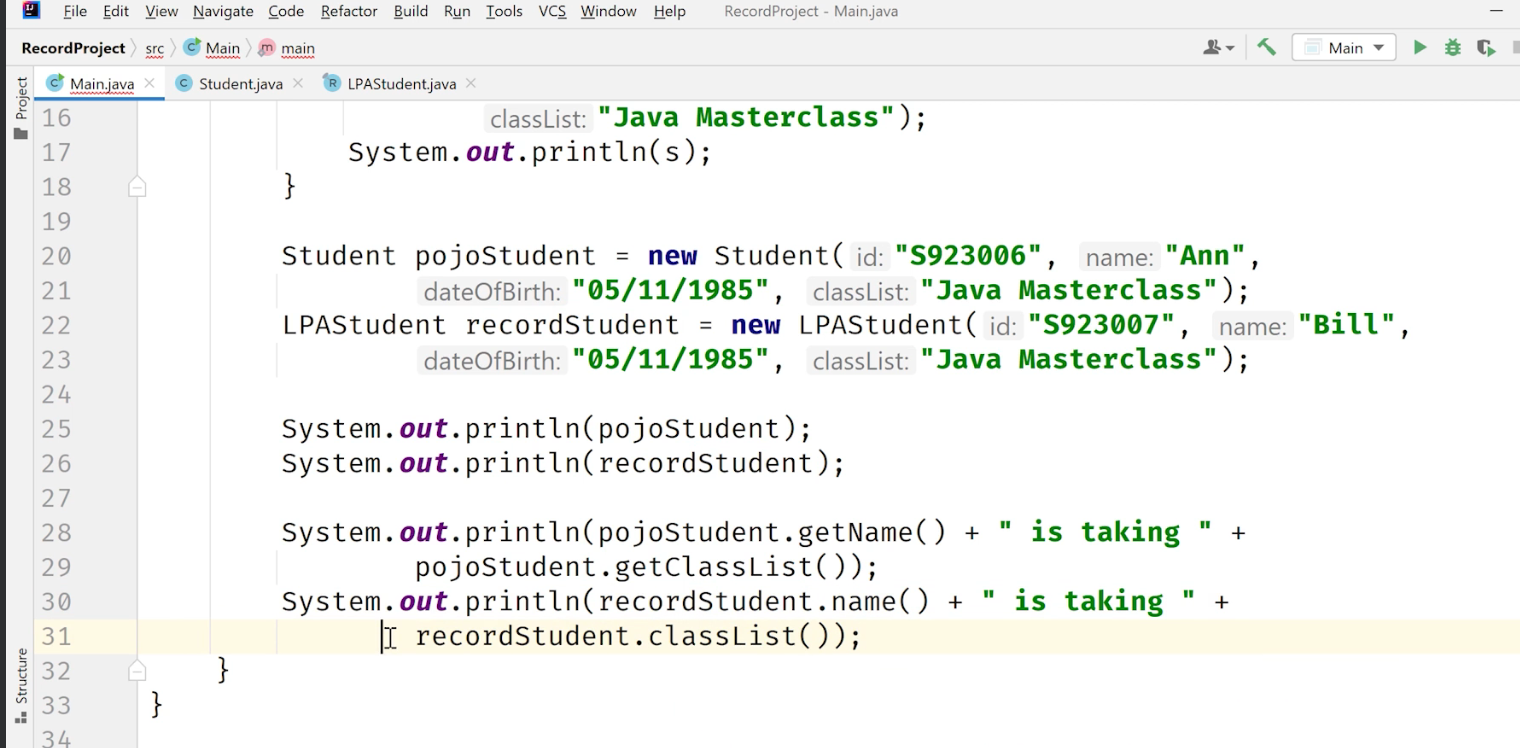 File Edit View Navigate Code Refactor Build Run Tools VCS Window Help RecordProject - Main.java
RecordProject src C Main m main Main
C Main.java C Student.java R LPAStudent.java
Project
16 classList: "Java Masterclass");
17 System.out.println(s);
18 }
19
20 Student pojoStudent = new Student( id: "S923006", name: "Ann",
21 dateOfBirth: "05/11/1985", classList: "Java Masterclass");
22 LPAStudent recordStudent = new LPAStudent( id: "S923007", name: "Bill",
23 dateOfBirth: "05/11/1985", classList: "Java Masterclass");
24
25 System.out.println(pojoStudent);
26 System.out.println(recordStudent);
27
28 System.out.println(pojoStudent.getName() + " is taking " +
29 pojoStudent.getClassList());
30 System.out.println(recordStudent.name() + " is taking " +
31 recordStudent.classList());
32 }
33 }
34
Structure